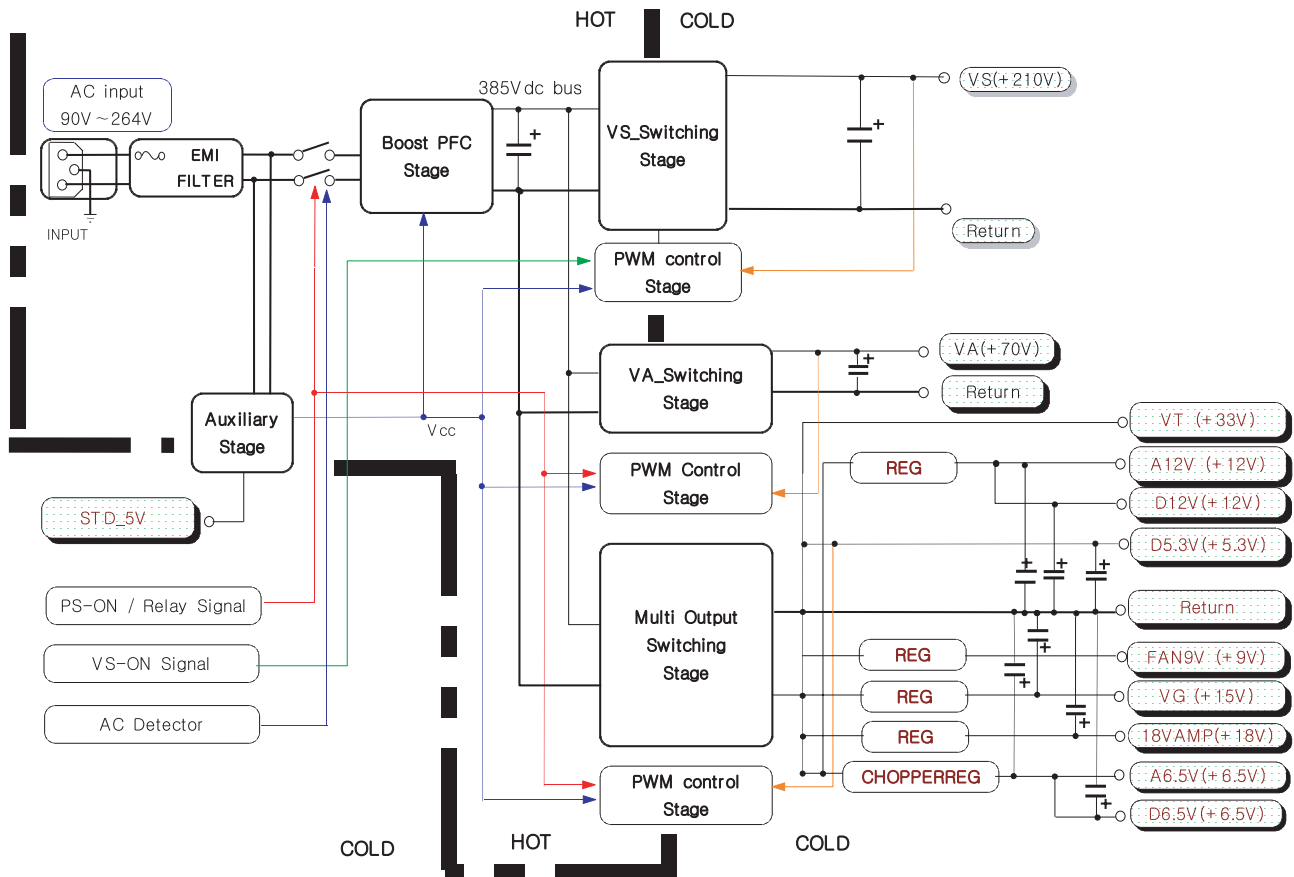 HOT
COLD
AC input
90V ~ 264V
EMI
FILTER
INPUT
Boost PFC
Stage
385V dc bus
+
VS_Switching
Stage
+
VS(+210V)
Return
PWM control
Stage
VA_Switching
Stage
+
VA(+70V)
Return
Auxiliary
Stage
Vcc
STD_5V
PWM Control
Stage
REG
VT (+33V)
A12V (+12V)
D12V(+12V)
D5.3V(+5.3V)
+
+
+
Return
PS-ON / Relay Signal
VS-ON Signal
AC Detector
Multi Output
Switching
Stage
+
+
REG
FAN9V (+9V)
REG
VG (+15V)
+
REG
18VAMP(+18V)
CHOPPERREG
A6.5V(+6.5V)
+
D6.5V(+6.5V)
PWM control
Stage
COLD
HOT
COLD